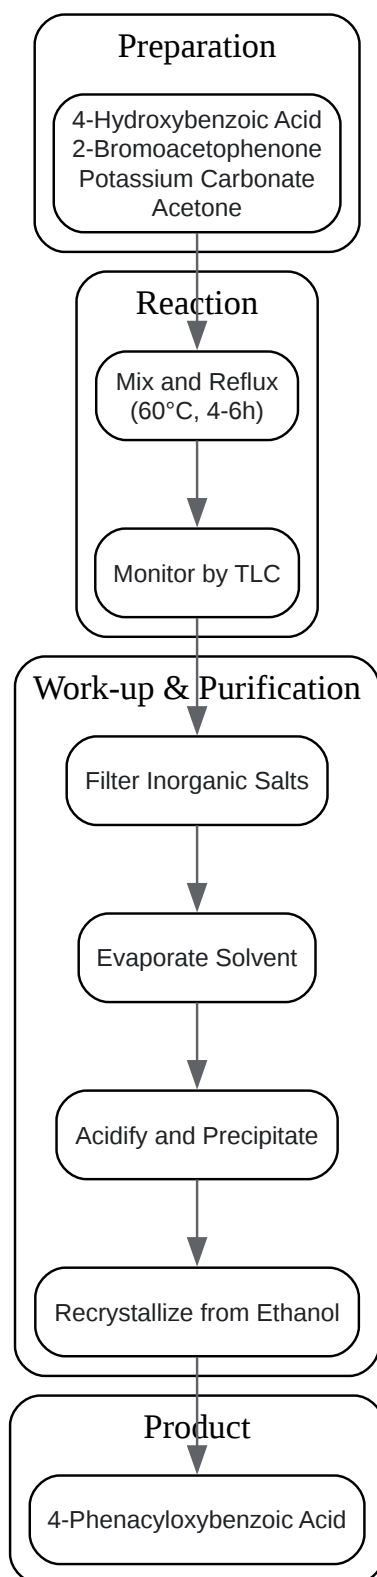 Preparation
4-Hydroxybenzoic Acid
2-Bromoacetophenone
Potassium Carbonate
Acetone
Reaction
Mix and Reflux
(60°C, 4-6h)
Monitor by TLC
Work-up & Purification
Filter Inorganic Salts
Evaporate Solvent
Acidify and Precipitate
Recrystallize from Ethanol
Product
4-Phenacyloxybenzoic Acid